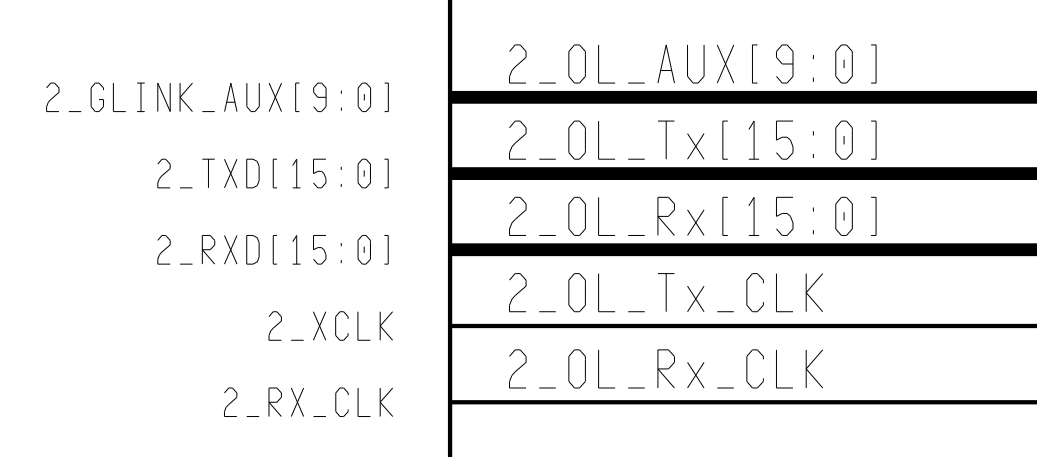 2_OL_AUX[9:0]
2_GLINK_AUX[9:0]
2_OL_Tx[15:0]
2_TXD[15:0]
2_OL_Rx[15:0]
2_RXD[15:0]
2_OL_Tx_CLK
2_XCLK
2_OL_Rx_CLK
2_RX_CLK